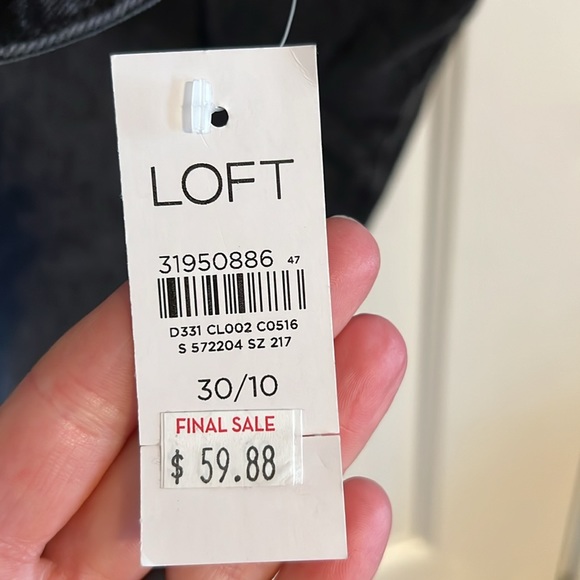 LOFT
31950886 47
D331 CL002 C0516
S 572204 SZ 217
30/10
FINAL SALE
$ 59.88